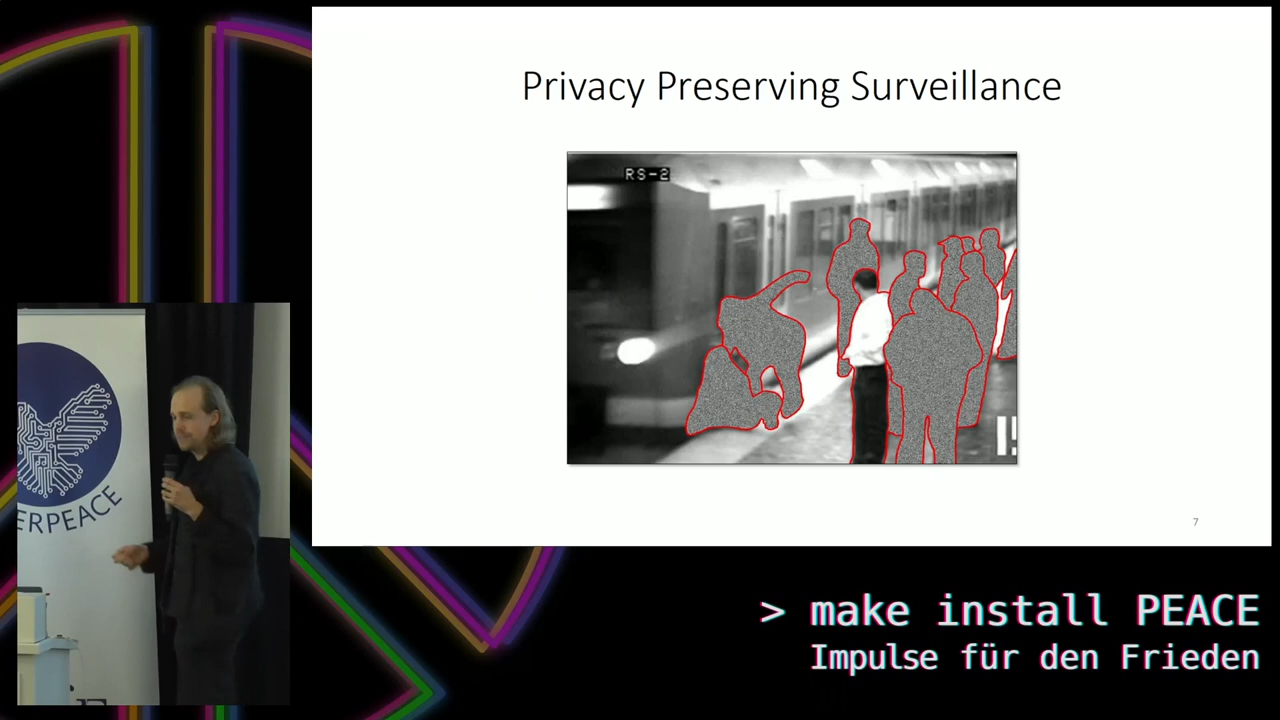 Privacy Preserving Surveillance
RS-2
ERPEACE
7
> make install PEACE
Impulse für den Frieden